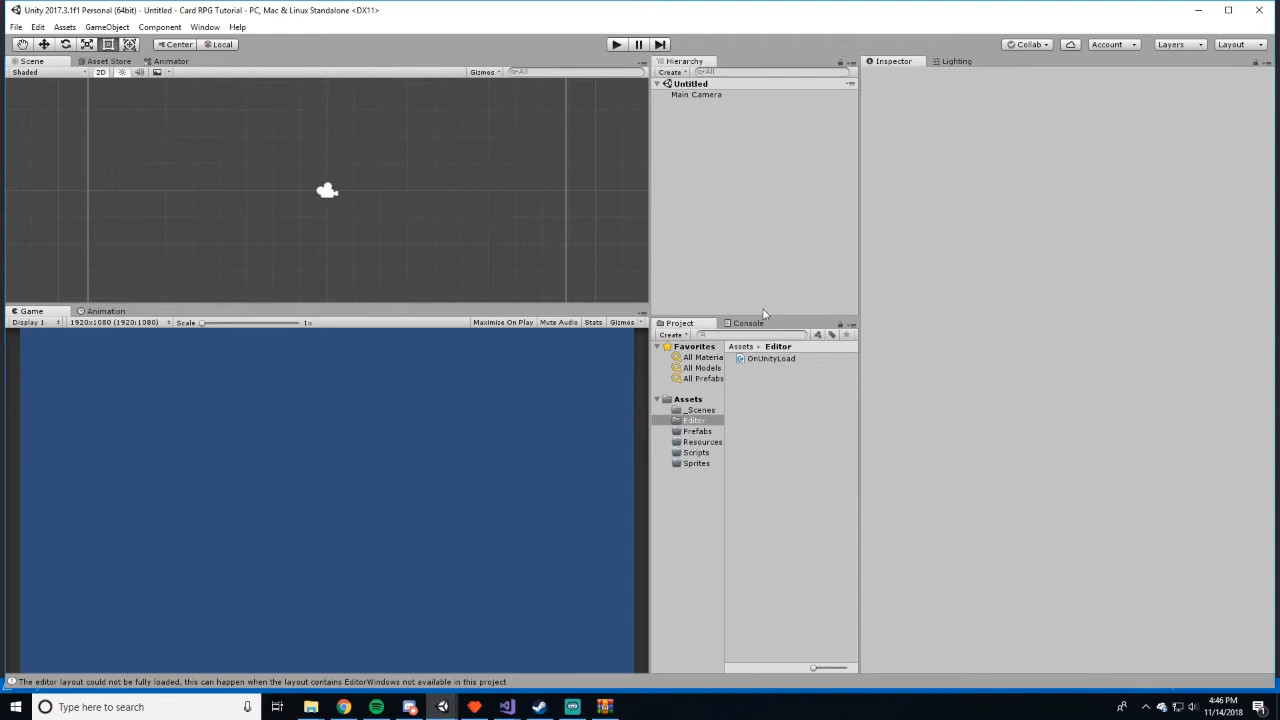 Unity 2017.3.1f1 Personal (64bit) - Untitled - Card RPG Tutorial - PC, Mac & Linux Standalone <DX11>
File Edit Assets GameObject Component Window Help
Center Local Collab Account Layers Layout
Scene Asset Store Animator
Shaded 2D Gizmos All
Hierarchy
Create All
Untitled
Main Camera
Inspector Lighting
Game Animation
Display 1 1920x1080 (1920x1080) Scale 1x Maximize On Play Mute Audio Stats Gizmos
Project Console
Create
Favorites
All Materia
All Models
All Prefabs
Assets
_Scenes
Editor
Prefabs
Resources
Scripts
Sprites
Assets Editor
OnUnityLoad
The editor layout could not be fully loaded, this can happen when the layout contains EditorWindows not available in this project
Type here to search
4:46 PM
11/14/2018
1